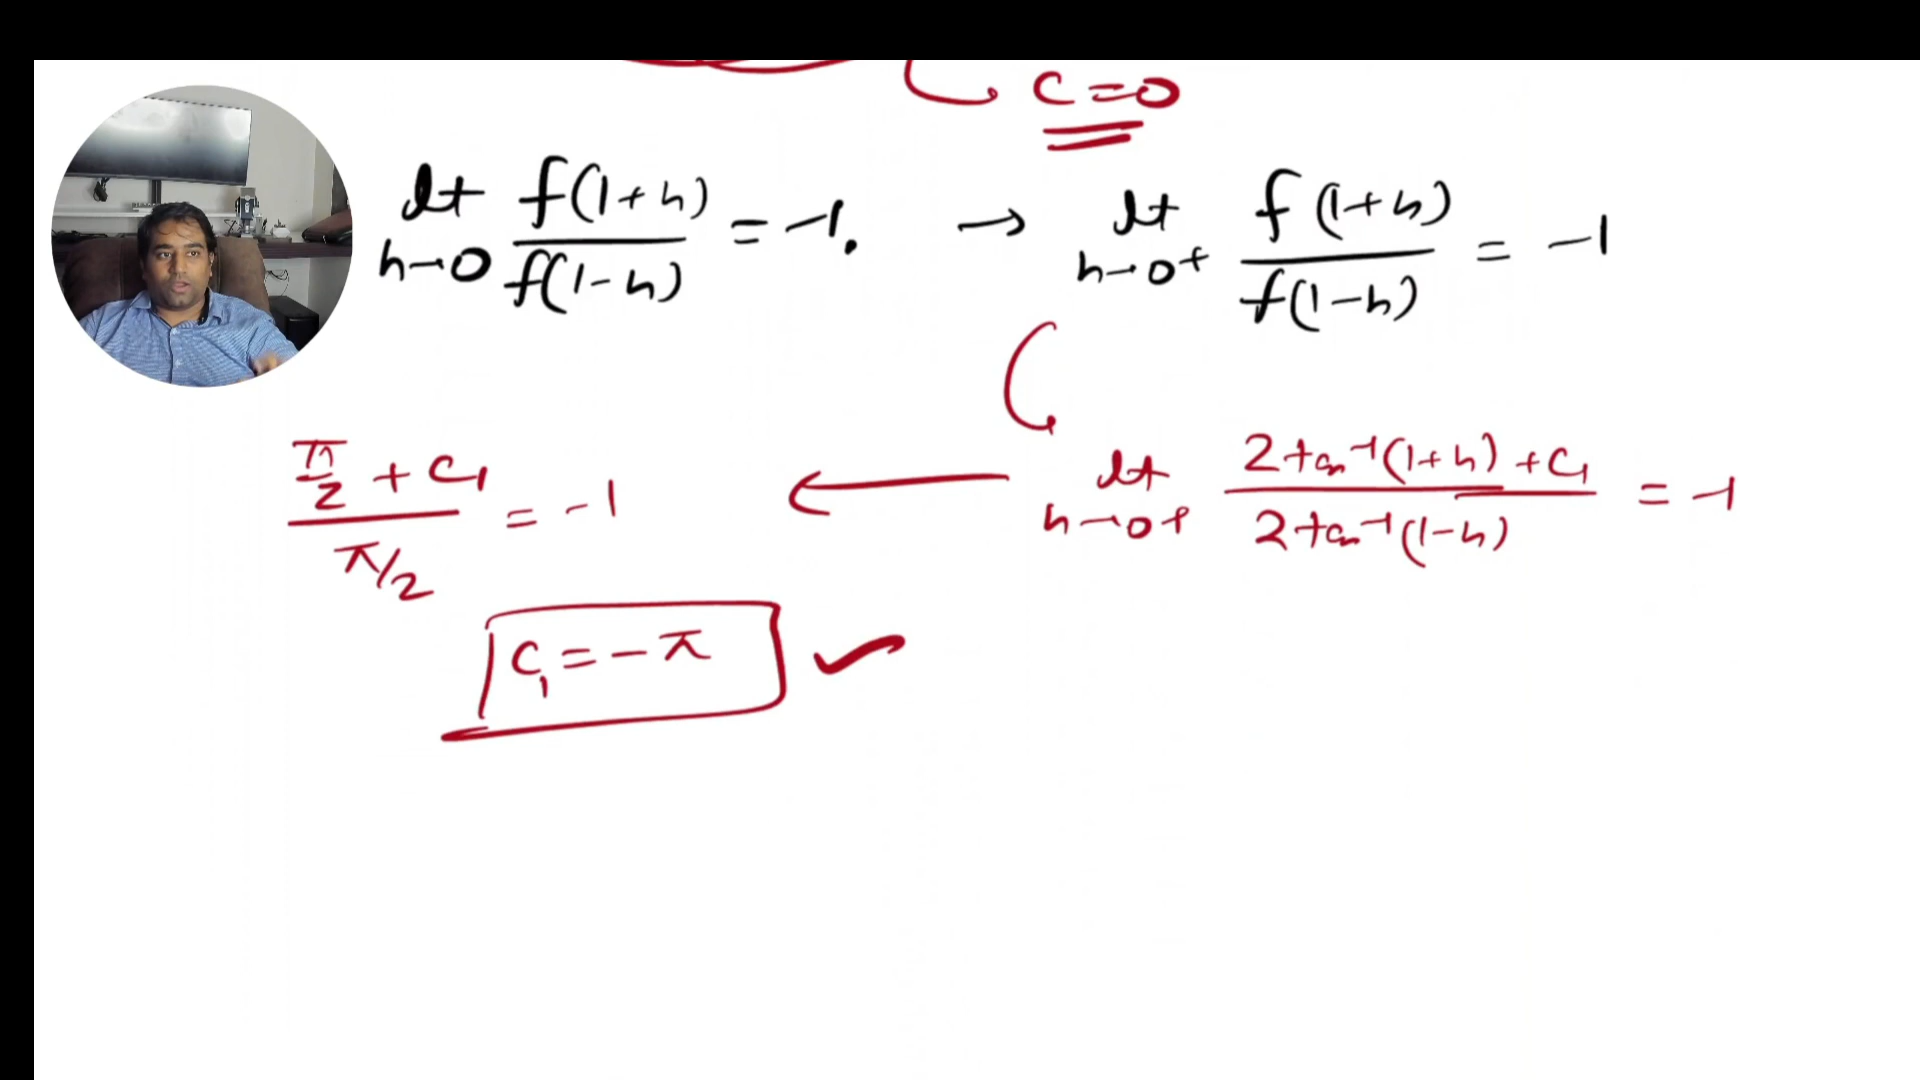 c = 0
lt h→0 f(1+h)/f(1-h) = -1. → lt h→0+ f(1+h)/f(1-h) = -1
(π/2 + C1)/(π/2) = -1 ← lt h→0+ (2tan⁻¹(1+h) + C1)/(2tan⁻¹(1-h)) = -1
C1 = -π ✓